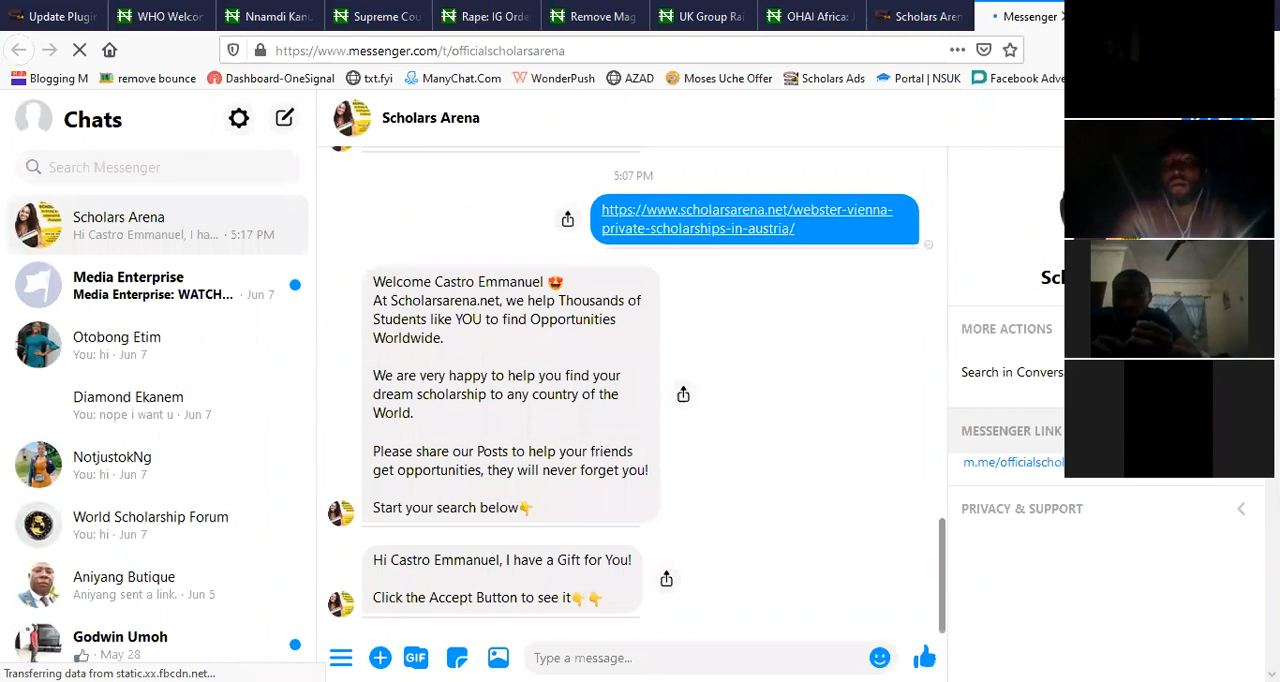 Update Plugin
WHO Welcor
Nnamdi Kanu
Supreme Cou
Rape: IG Orde
Remove Mag
UK Group Rai
OHAI Africa: J
Scholars Aren
Messenger
https://www.messenger.com/t/officialscholarsarena
Blogging M
remove bounce
Dashboard-OneSignal
txt.fyi
ManyChat.Com
WonderPush
AZAD
Moses Uche Offer
Scholars Ads
Portal | NSUK
Facebook Adve
Chats
Search Messenger
Scholars Arena
Hi Castro Emmanuel, I ha... · 5:17 PM
Media Enterprise
Media Enterprise: WATCH... · Jun 7
Otobong Etim
You: hi · Jun 7
Diamond Ekanem
You: nope i want u · Jun 7
NotjustokNg
You: hi · Jun 7
World Scholarship Forum
You: hi · Jun 7
Aniyang Butique
Aniyang sent a link. · Jun 5
Godwin Umoh
· May 28
Transferring data from static.xx.fbcdn.net...
Scholars Arena
5:07 PM
https://www.scholarsarena.net/webster-vienna-
private-scholarships-in-austria/
Welcome Castro Emmanuel 😍
At Scholarsarena.net, we help Thousands of
Students like YOU to find Opportunities
Worldwide.
We are very happy to help you find your
dream scholarship to any country of the
World.
Please share our Posts to help your friends
get opportunities, they will never forget you!
Start your search below👇
Hi Castro Emmanuel, I have a Gift for You!
Click the Accept Button to see it👇👇
GIF
Type a message...
Sc
MORE ACTIONS
Search in Convers
MESSENGER LINK
m.me/officialschol
PRIVACY & SUPPORT